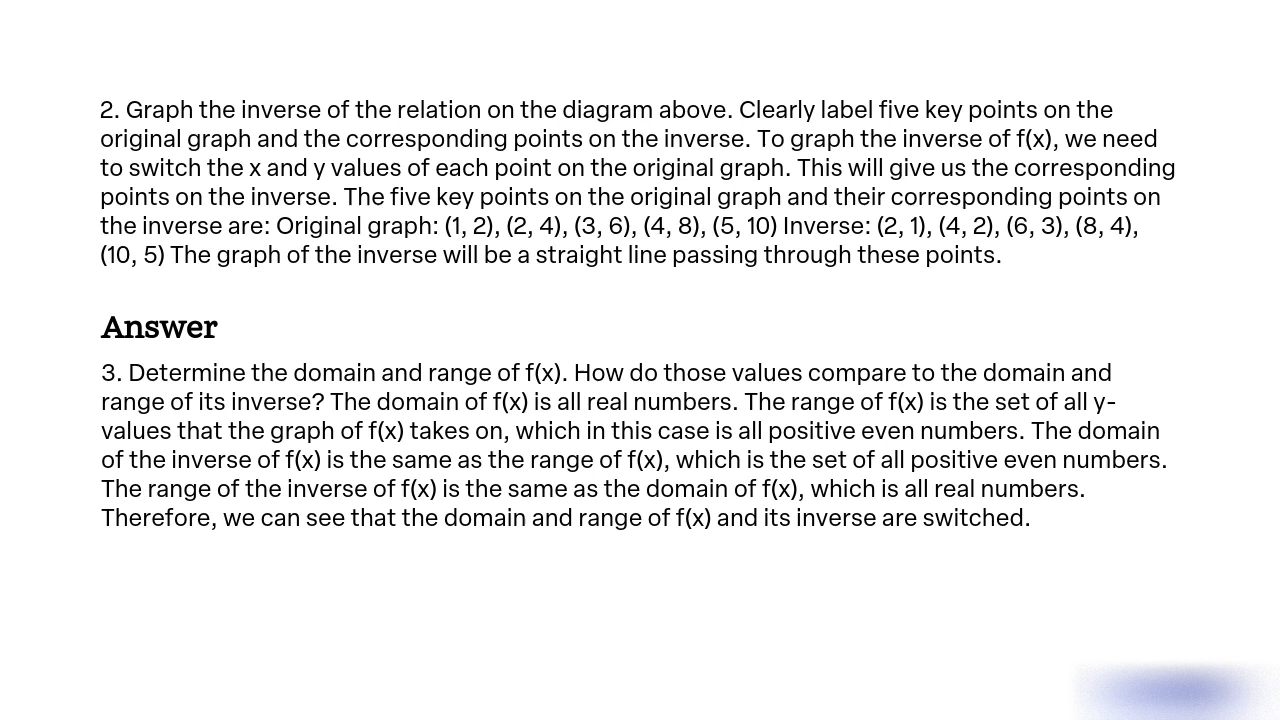 2. Graph the inverse of the relation on the diagram above. Clearly label five key points on the
original graph and the corresponding points on the inverse. To graph the inverse of f(x), we need
to switch the x and y values of each point on the original graph. This will give us the corresponding
points on the inverse. The five key points on the original graph and their corresponding points on
the inverse are: Original graph: (1, 2), (2, 4), (3, 6), (4, 8), (5, 10) Inverse: (2, 1), (4, 2), (6, 3), (8, 4),
(10, 5) The graph of the inverse will be a straight line passing through these points.
Answer
3. Determine the domain and range of f(x). How do those values compare to the domain and
range of its inverse? The domain of f(x) is all real numbers. The range of f(x) is the set of all y-
values that the graph of f(x) takes on, which in this case is all positive even numbers. The domain
of the inverse of f(x) is the same as the range of f(x), which is the set of all positive even numbers.
The range of the inverse of f(x) is the same as the domain of f(x), which is all real numbers.
Therefore, we can see that the domain and range of f(x) and its inverse are switched.